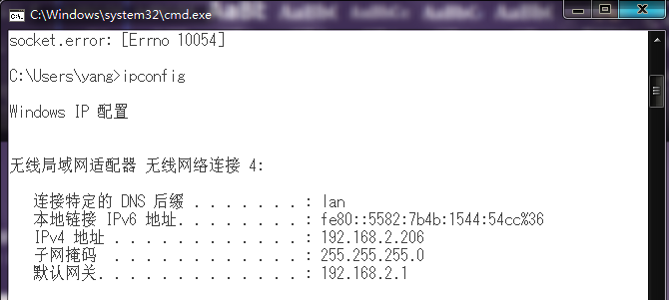 C:\Windows\system32\cmd.exe
socket.error: [Errno 10054]
C:\Users\yang>ipconfig
Windows IP 配置
无线局域网适配器 无线网络连接 4:
连接特定的 DNS 后缀 . . . . . . . : lan
本地链接 IPv6 地址. . . . . . . . : fe80::5582:7b4b:1544:54cc%36
IPv4 地址 . . . . . . . . . . . . : 192.168.2.206
子网掩码 . . . . . . . . . . . . : 255.255.255.0
默认网关. . . . . . . . . . . . . : 192.168.2.1